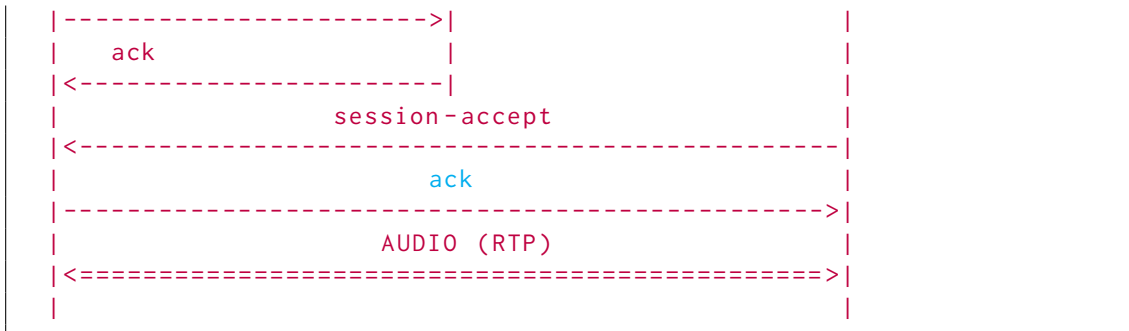 |----------------------->|                         |
|   ack                  |                         |
|<-----------------------|                         |
|                 session-accept                   |
|<------------------------------------------------|
|                       ack                        |
|------------------------------------------------>|
|                    AUDIO (RTP)                   |
|<===============================================>|
|                                                  |